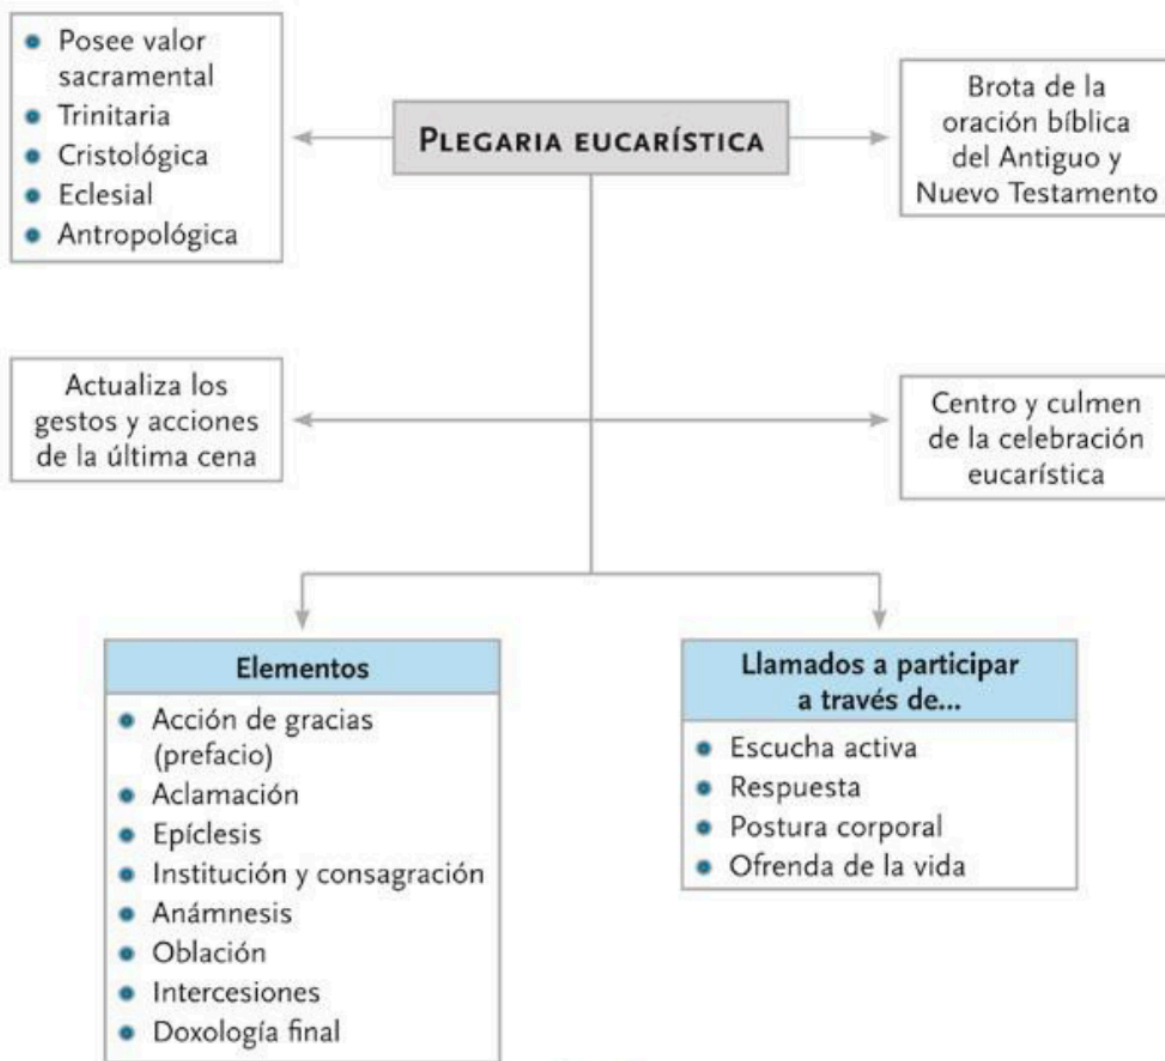 Posee valor
sacramental
Trinitaria
Cristológica
Eclesial
Antropológica
PLEGARIA EUCARÍSTICA
Brota de la
oración bíblica
del Antiguo y
Nuevo Testamento
Actualiza los
gestos y acciones
de la última cena
Centro y culmen
de la celebración
eucarística
Elementos
Acción de gracias
(prefacio)
Aclamación
Epíclesis
Institución y consagración
Anámnesis
Oblación
Intercesiones
Doxología final
Llamados a participar
a través de...
Escucha activa
Respuesta
Postura corporal
Ofrenda de la vida